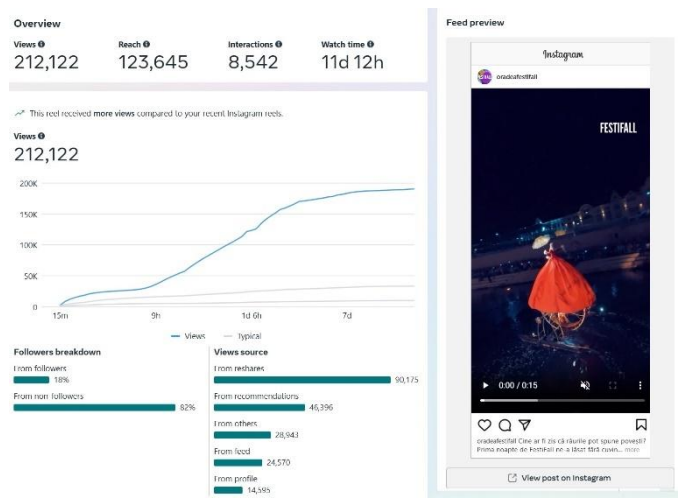 Overview
Views
212,122
Reach
123,645
Interactions
8,542
Watch time
11d 12h
This reel received more views compared to your recent Instagram reels.
Views
212,122
200K
150K
100K
50K
0
15m
9h
1d 6h
7d
Views
Typical
Followers breakdown
From followers
18%
From non followers
82%
Views source
From reshares
90,175
From recommendations
46,396
From others
28,943
From feed
24,570
From profile
14,595
Feed preview
Instagram
oradeafestifall
FESTIFALL
0:00 / 0:15
oradeafestifall Cine ar fi zis că râurile pot spune povești?
Prima noapte de FestiFall ne-a lăsat fără cuvin... more
View post on Instagram